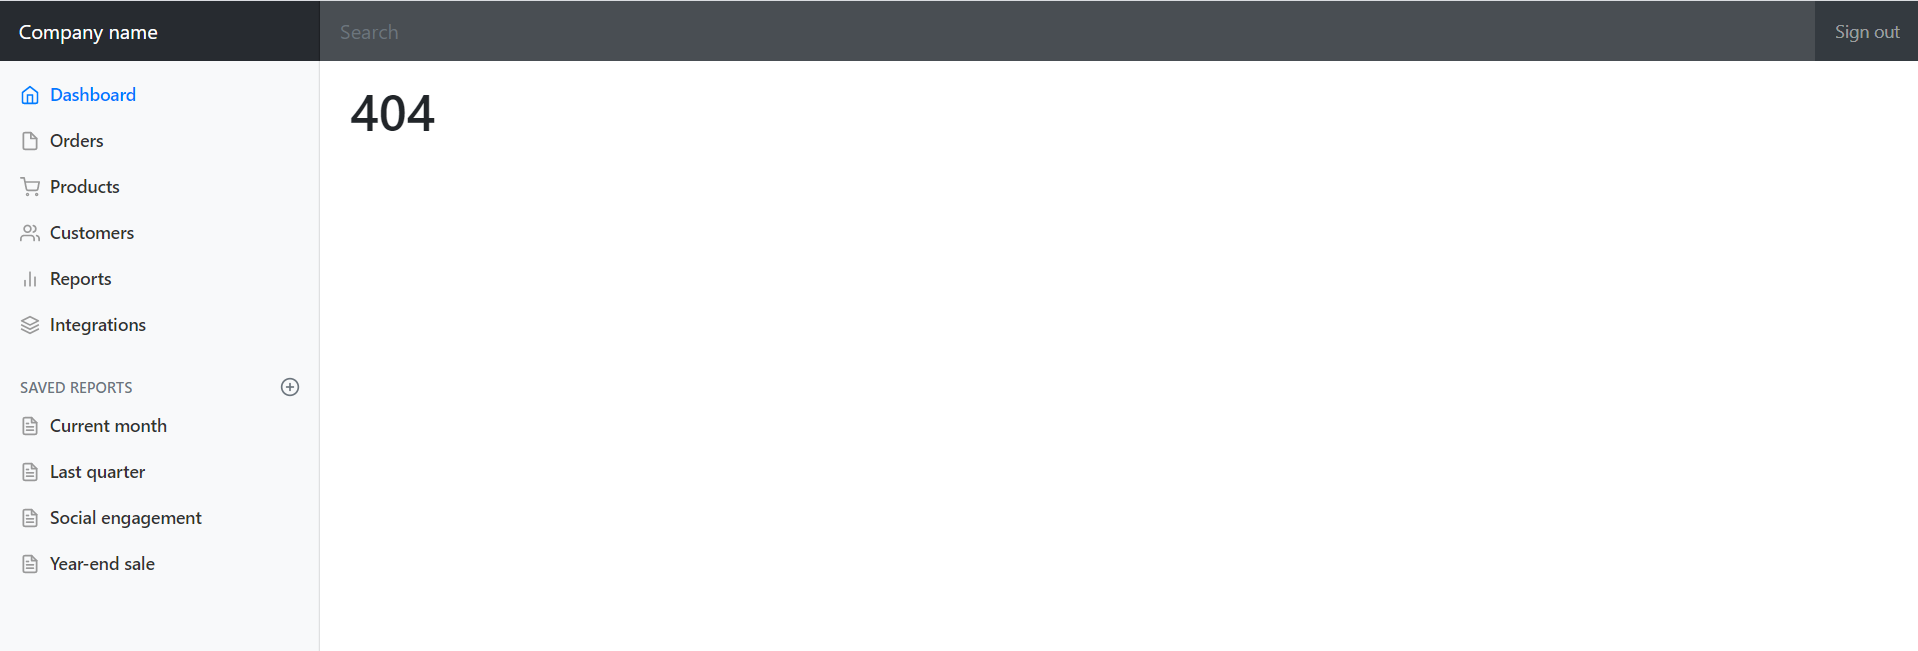 Company name
Search
Sign out
Dashboard
Orders
Products
Customers
Reports
Integrations
SAVED REPORTS
Current month
Last quarter
Social engagement
Year-end sale
404